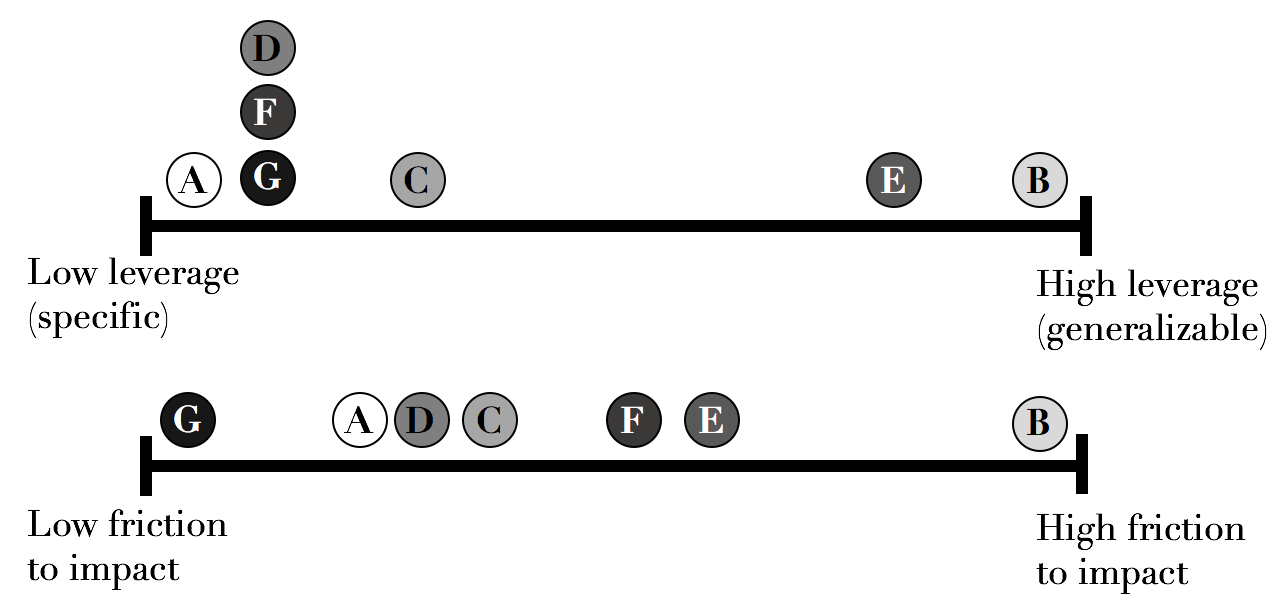 D
F
A G C E B
Low leverage
(specific)
High leverage
(generalizable)
G A D C F E B
Low friction
to impact
High friction
to impact